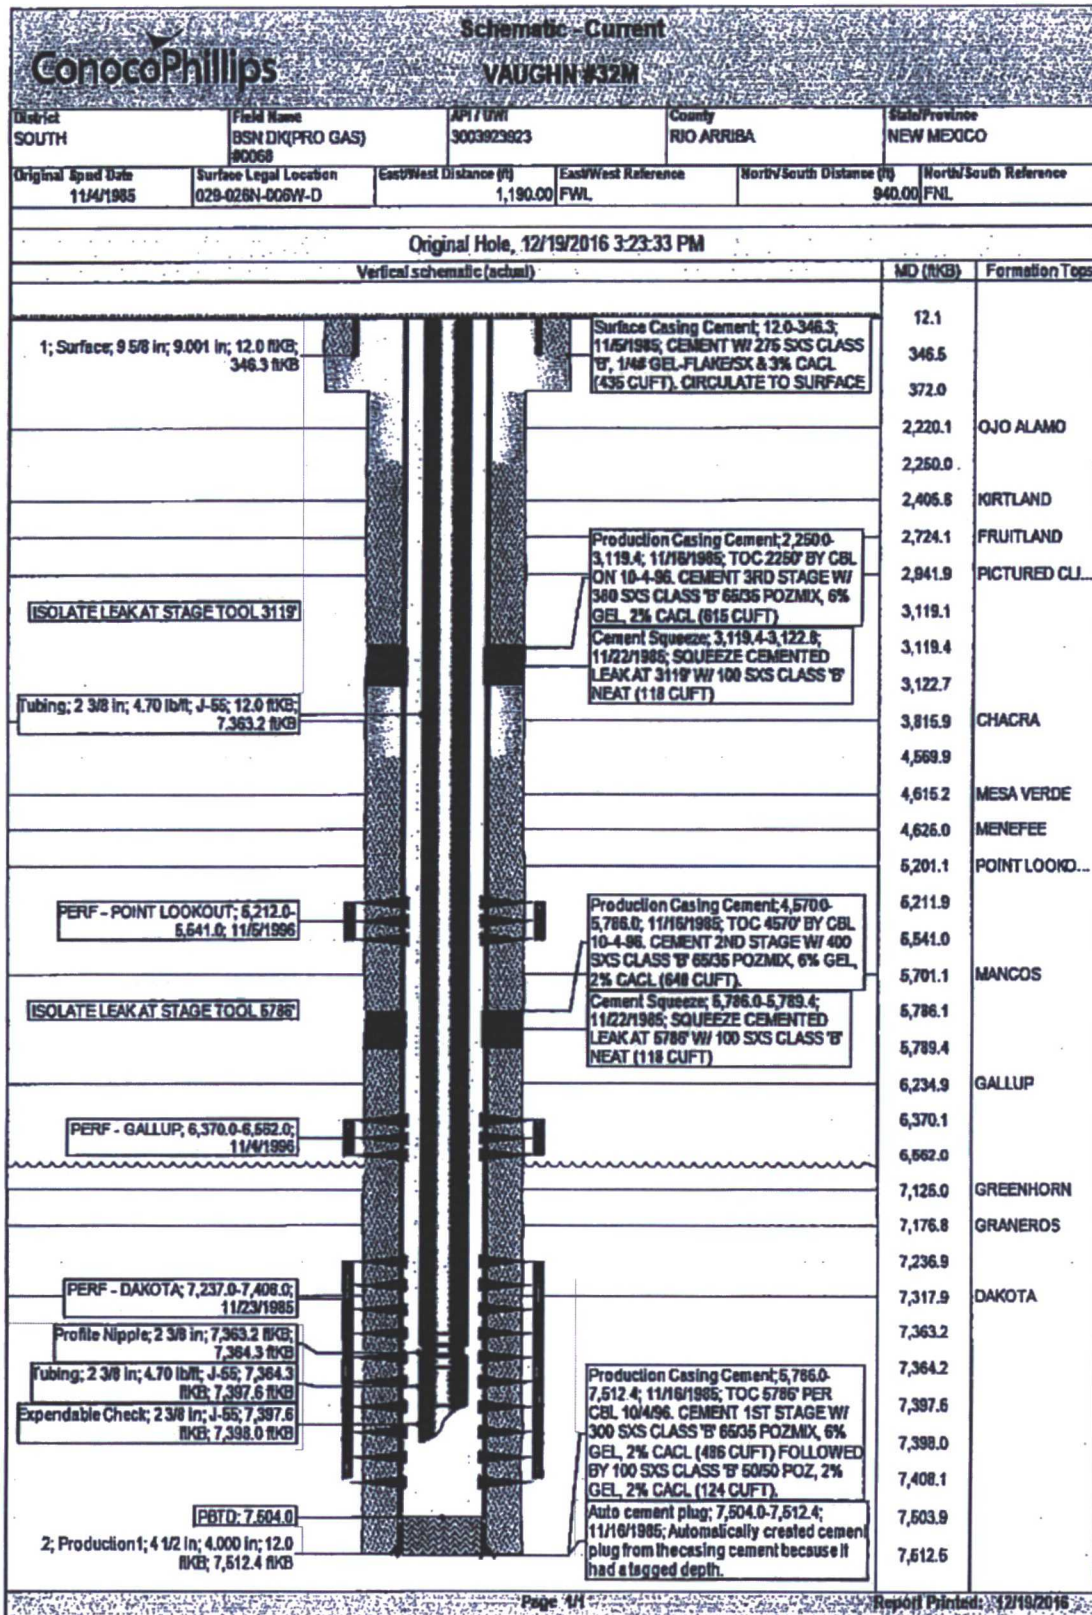 Schematic - Current
ConocoPhillips
VAUGHN #32M
District
SOUTH
Field Name
BSN DK(PRO GAS)
#0068
API / UWI
3003923923
County
RIO ARRIBA
State/Province
NEW MEXICO
Original Spud Date
11/4/1985
Surface Legal Location
029-026N-006W-D
East/West Distance (ft)
1,190.00
East/West Reference
FWL
North/South Distance (ft)
940.00
North/South Reference
FNL
Original Hole, 12/19/2016 3:23:33 PM
Vertical schematic (actual)
MD (ftKB)
Formation Tops
1; Surface; 9 5/8 in; 9.001 in; 12.0 ftKB;
346.3 ftKB
Surface Casing Cement; 12.0-346.3;
11/5/1985; CEMENT W/ 275 SXS CLASS
'B', 1/4# GEL-FLAKE/SX & 3% CACL
(435 CUFT). CIRCULATE TO SURFACE
12.1
346.5
372.0
2,220.1 OJO ALAMO
2,250.0
2,405.8 KIRTLAND
2,724.1 FRUITLAND
2,941.9 PICTURED CLI...
3,119.1
3,119.4
3,122.7
3,815.9 CHACRA
4,569.9
4,615.2 MESA VERDE
4,626.0 MENEFEE
5,201.1 POINT LOOKO...
5,211.9
5,541.0
5,701.1 MANCOS
5,786.1
5,789.4
6,234.9 GALLUP
6,370.1
6,562.0
7,125.0 GREENHORN
7,176.8 GRANEROS
7,236.9
7,317.9 DAKOTA
7,363.2
7,364.2
7,397.6
7,398.0
7,408.1
7,503.9
7,512.5
Production Casing Cement; 2,250.0-
3,119.4; 11/16/1985; TOC 2250' BY CBL
ON 10-4-96. CEMENT 3RD STAGE W/
380 SXS CLASS 'B' 65/35 POZMIX, 6%
GEL, 2% CACL (615 CUFT)
ISOLATE LEAK AT STAGE TOOL 3119'
Cement Squeeze; 3,119.4-3,122.8;
11/22/1985; SQUEEZE CEMENTED
LEAK AT 3119' W/ 100 SXS CLASS 'B'
NEAT (118 CUFT)
Tubing; 2 3/8 in; 4.70 lb/ft; J-55; 12.0 ftKB;
7,363.2 ftKB
PERF - POINT LOOKOUT; 5,212.0-
5,541.0; 11/5/1996
Production Casing Cement; 4,570.0-
5,786.0; 11/16/1985; TOC 4570' BY CBL
10-4-96. CEMENT 2ND STAGE W/ 400
SXS CLASS 'B' 65/35 POZMIX, 6% GEL,
2% CACL (648 CUFT).
ISOLATE LEAK AT STAGE TOOL 5786'
Cement Squeeze; 5,786.0-5,789.4;
11/22/1985; SQUEEZE CEMENTED
LEAK AT 5786' W/ 100 SXS CLASS 'B'
NEAT (118 CUFT)
PERF - GALLUP; 6,370.0-6,562.0;
11/4/1996
PERF - DAKOTA; 7,237.0-7,408.0;
11/23/1985
Profile Nipple; 2 3/8 in; 7,363.2 ftKB;
7,364.3 ftKB
Tubing; 2 3/8 in; 4.70 lb/ft; J-55; 7,364.3
ftKB; 7,397.6 ftKB
Expendable Check; 2 3/8 in; J-55; 7,397.6
ftKB; 7,398.0 ftKB
Production Casing Cement; 5,786.0-
7,512.4; 11/16/1985; TOC 5786' PER
CBL 10/4/96. CEMENT 1ST STAGE W/
300 SXS CLASS 'B' 65/35 POZMIX, 6%
GEL, 2% CACL (486 CUFT) FOLLOWED
BY 100 SXS CLASS 'B' 50/50 POZ, 2%
GEL, 2% CACL (124 CUFT).
PBTD; 7,504.0
Auto cement plug; 7,504.0-7,512.4;
11/16/1985; Automatically created cement
plug from the casing cement because it
had a tagged depth.
2; Production1; 4 1/2 in; 4.000 in; 12.0
ftKB; 7,512.4 ftKB
Page 1/1
Report Printed: 12/19/2016